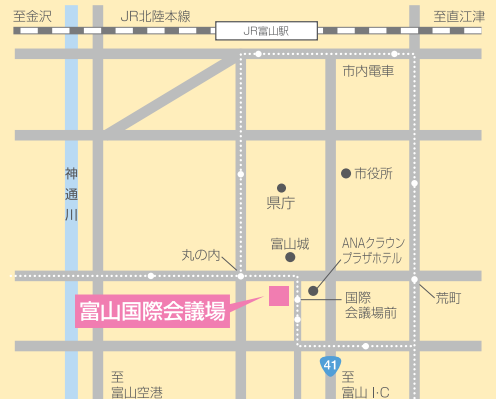 至金沢
JR北陸本線
至直江津
JR富山駅
市内電車
神通川
市役所
県庁
富山城
ANAクラウン
プラザホテル
丸の内
富山国際会議場
国際
会議場前
荒町
41
至
富山空港
至
富山I・C